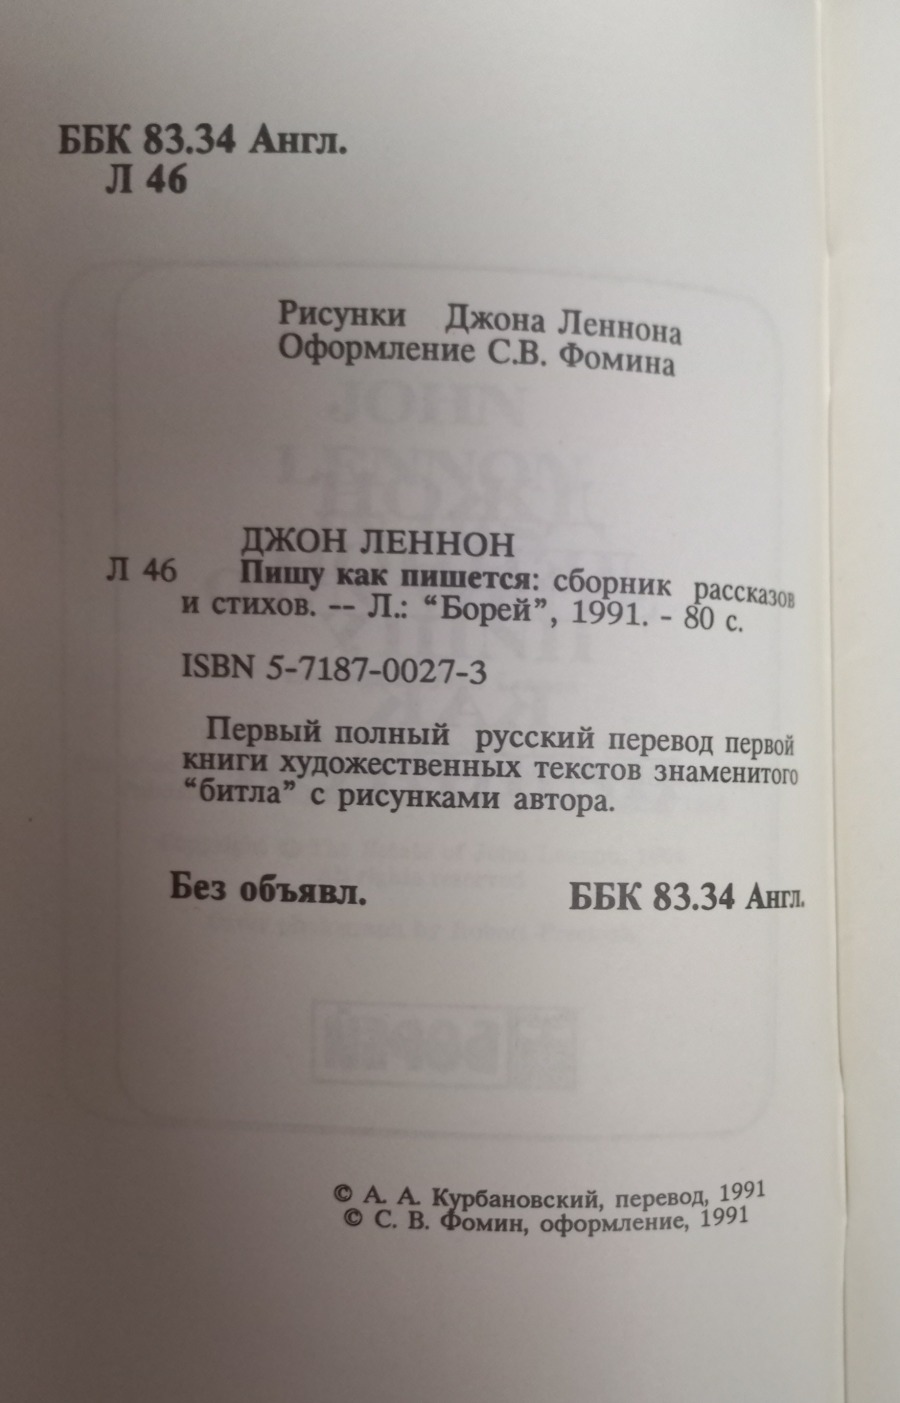 ББК 83.34 Англ.
Л 46
Рисунки Джона Леннона
Оформление С.В. Фомина
ДЖОН ЛЕННОН
Л 46 Пишу как пишется: сборник рассказов
и стихов. -- Л.: “Борей”, 1991. - 80 с.
ISBN 5-7187-0027-3
Первый полный русский перевод первой
книги художественных текстов знаменитого
“битла” с рисунками автора.
Без объявл. ББК 83.34 Англ.
© А. А. Курбановский, перевод, 1991
© С. В. Фомин, оформление, 1991